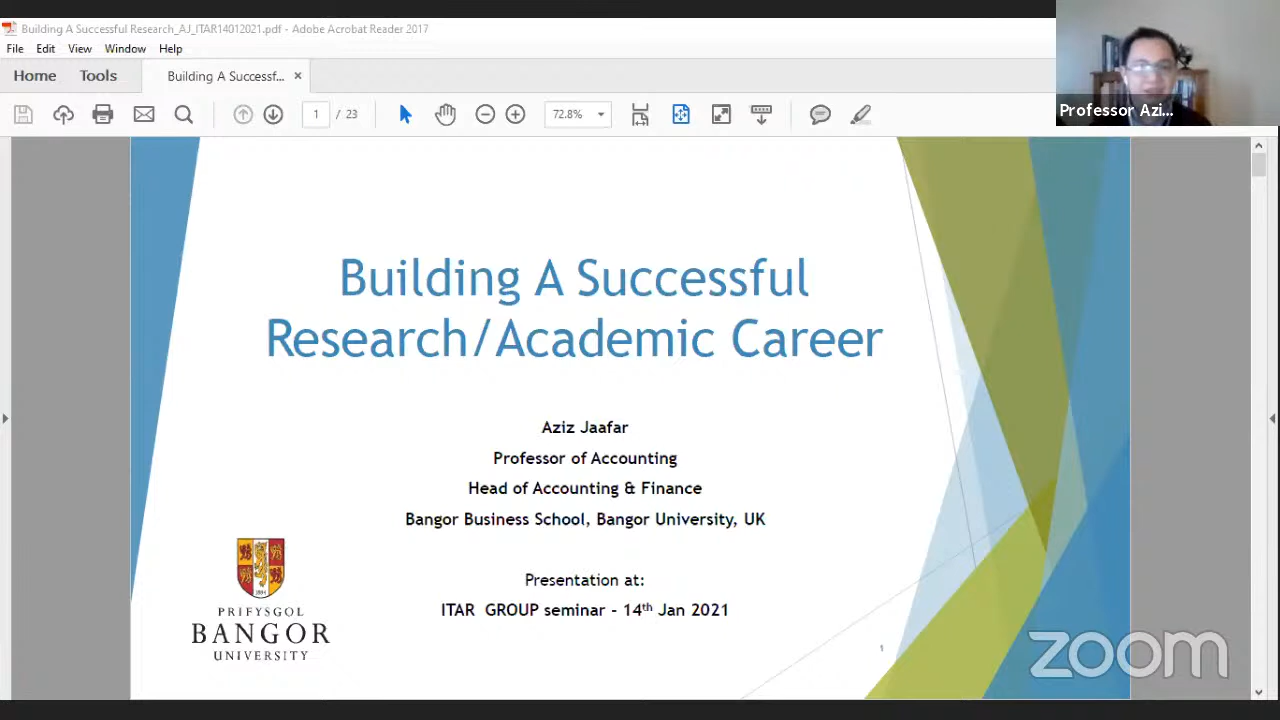 Building A Successful Research_AJ_ITAR14012021.pdf - Adobe Acrobat Reader 2017
File Edit View Window Help
Home Tools Building A Successf... ×
1 / 23 72.8%
Professor Azi...
Building A Successful
Research/Academic Career
Aziz Jaafar
Professor of Accounting
Head of Accounting & Finance
Bangor Business School, Bangor University, UK
Presentation at:
ITAR GROUP seminar - 14th Jan 2021
1884
PRIFYSGOL
BANGOR
UNIVERSITY
1
zoom